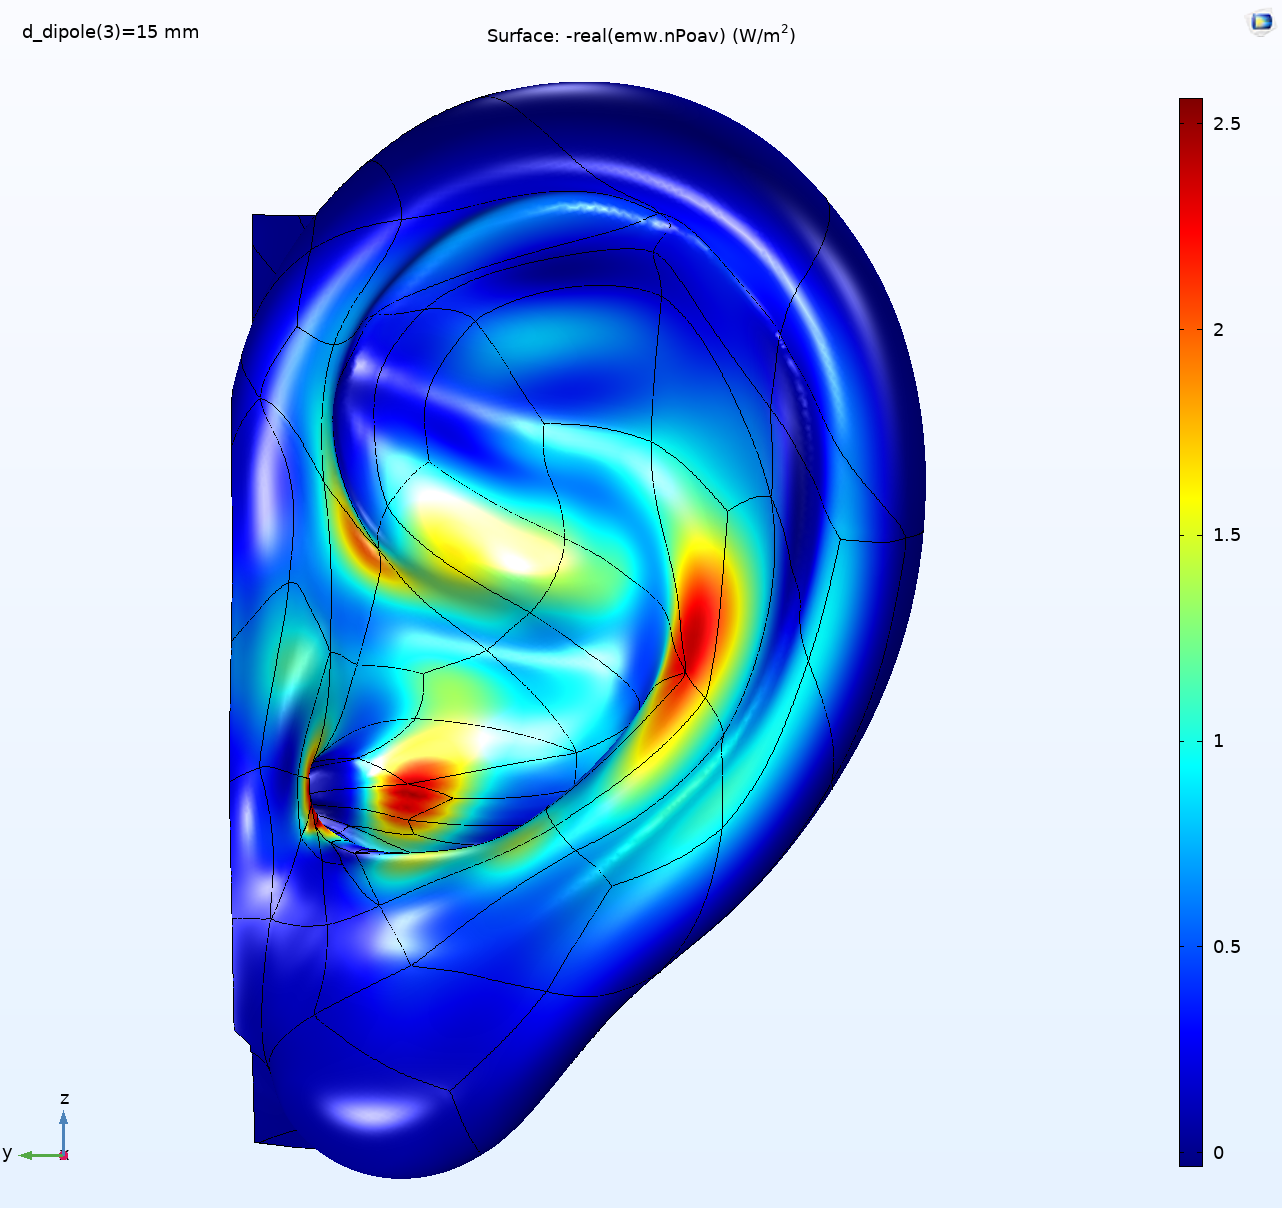 d_dipole(3)=15 mm
Surface: -real(emw.nPoav) (W/m²)
2.5
2
1.5
1
0.5
0
z
y
x